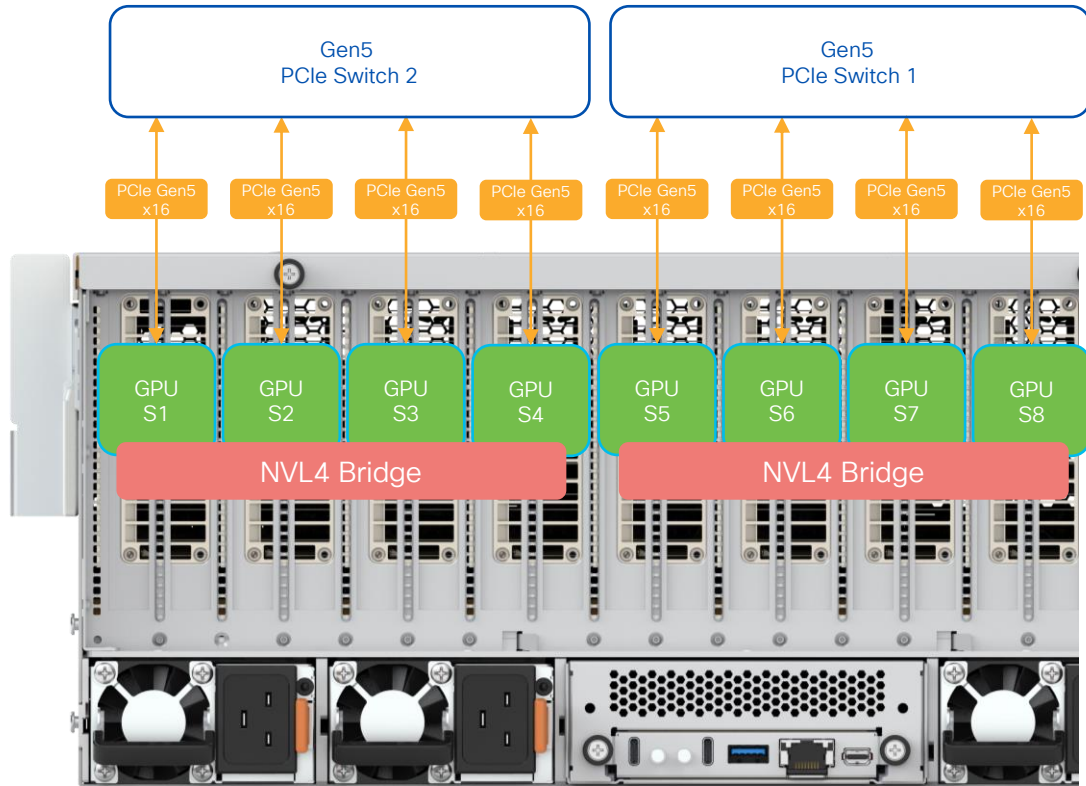 Gen5
PCIe Switch 2
Gen5
PCIe Switch 1
PCIe Gen5
x16
PCIe Gen5
x16
PCIe Gen5
x16
PCIe Gen5
x16
PCIe Gen5
x16
PCIe Gen5
x16
PCIe Gen5
x16
PCIe Gen5
x16
GPU
S1
GPU
S2
GPU
S3
GPU
S4
GPU
S5
GPU
S6
GPU
S7
GPU
S8
NVL4 Bridge
NVL4 Bridge